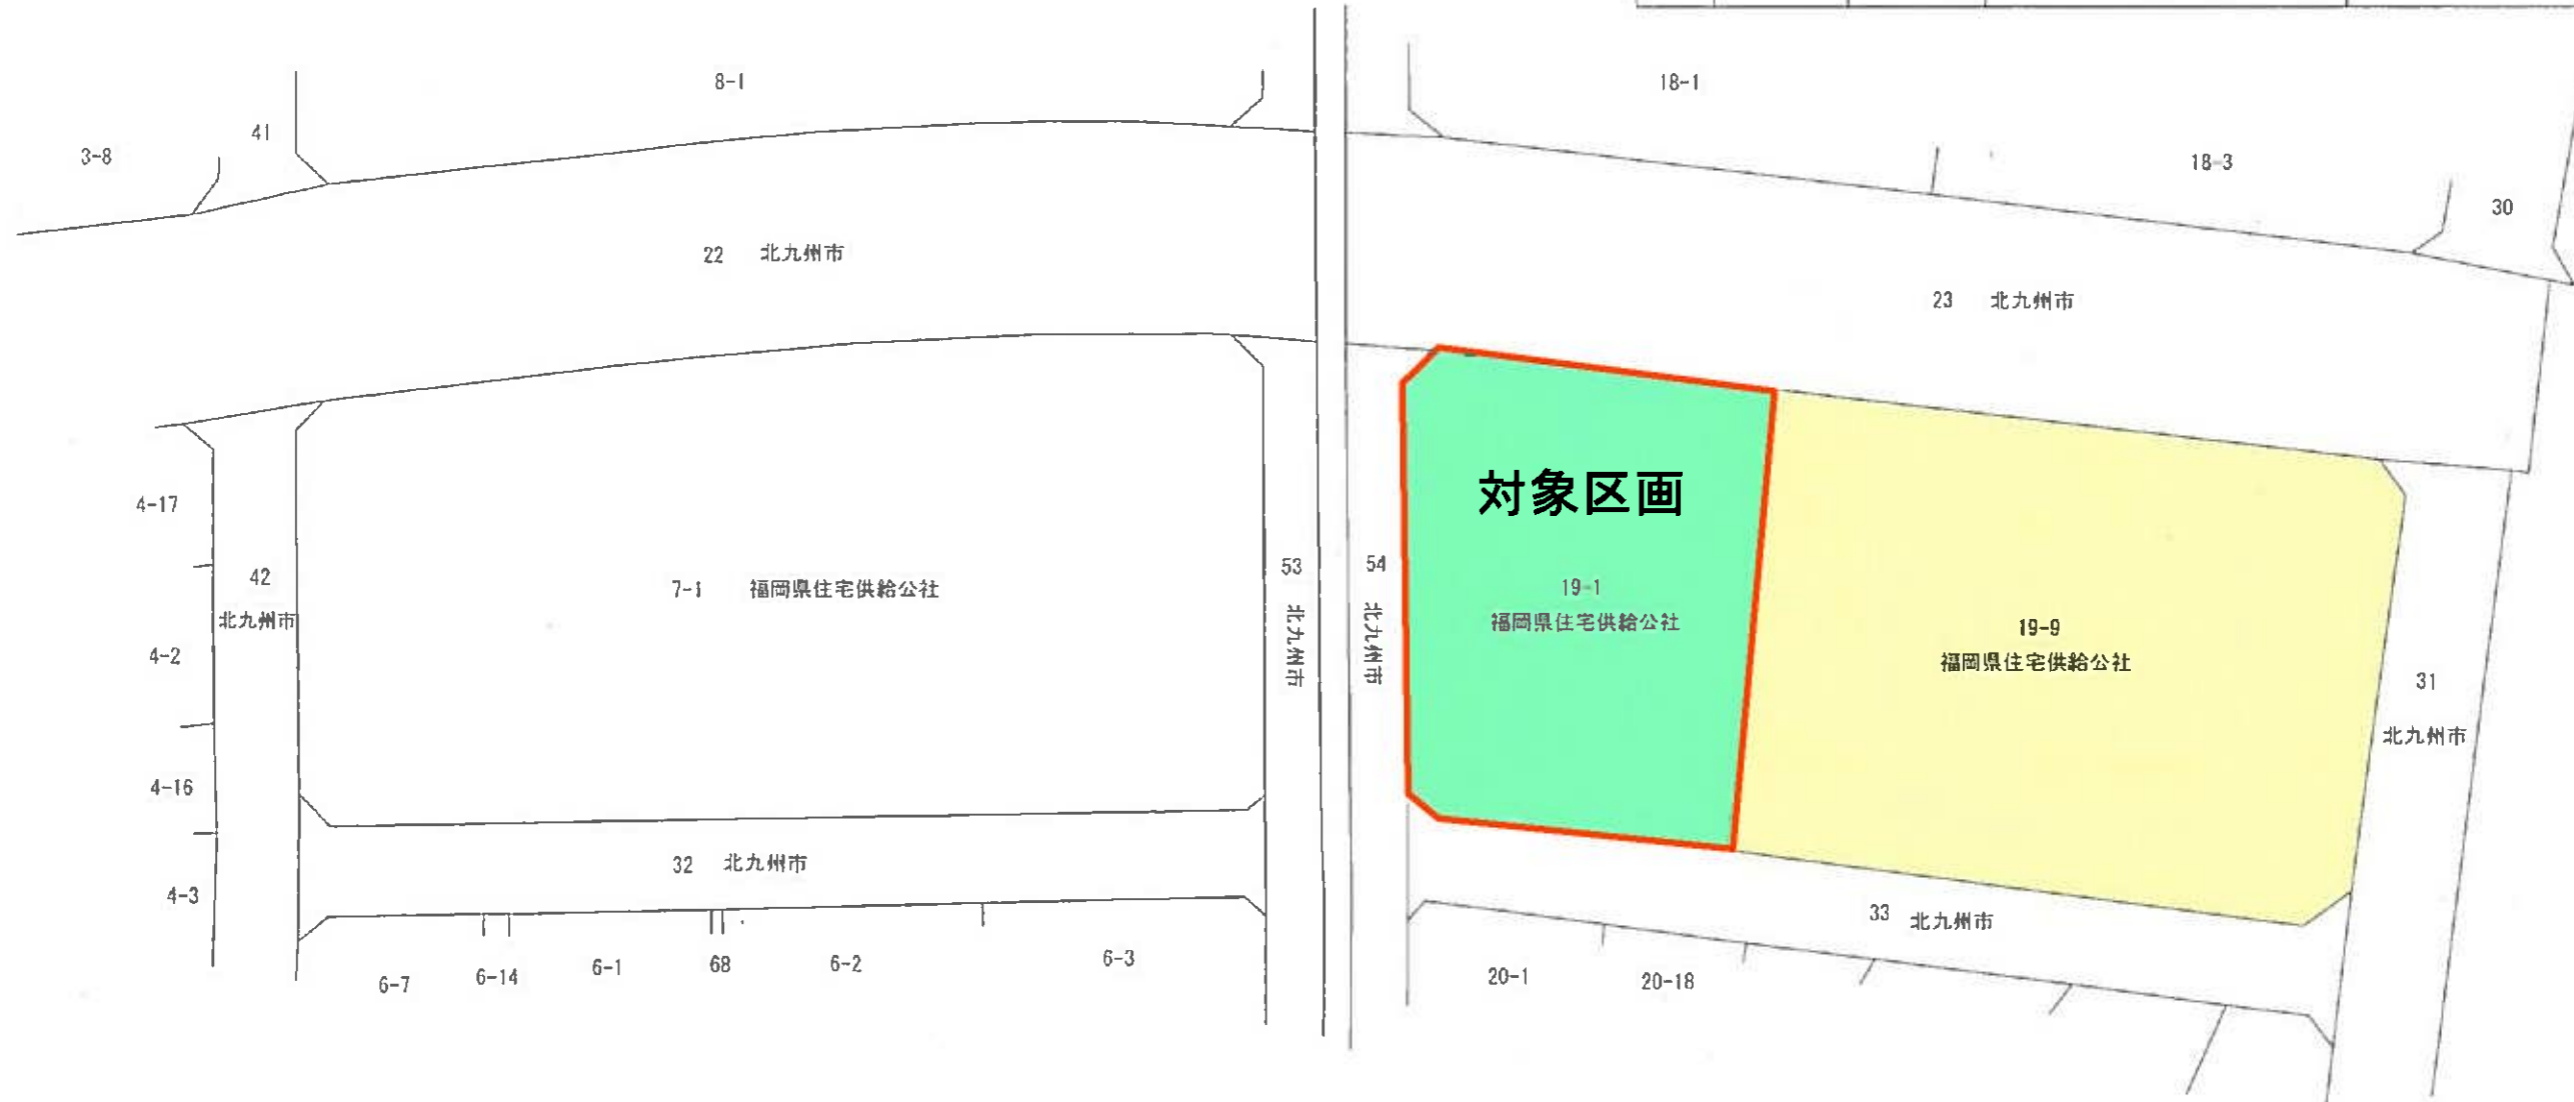 8-1
18-1
41
3-8
18-3
30
22 北九州市
23 北九州市
対象区画
4-17
42
北九州市
7-1 福岡県住宅供給公社
53
北九州市
54
北九州市
19-1
福岡県住宅供給公社
19-9
福岡県住宅供給公社
4-2
31
北九州市
4-16
32 北九州市
4-3
33 北九州市
6-7
6-14
6-1
68
6-2
6-3
20-1
20-18